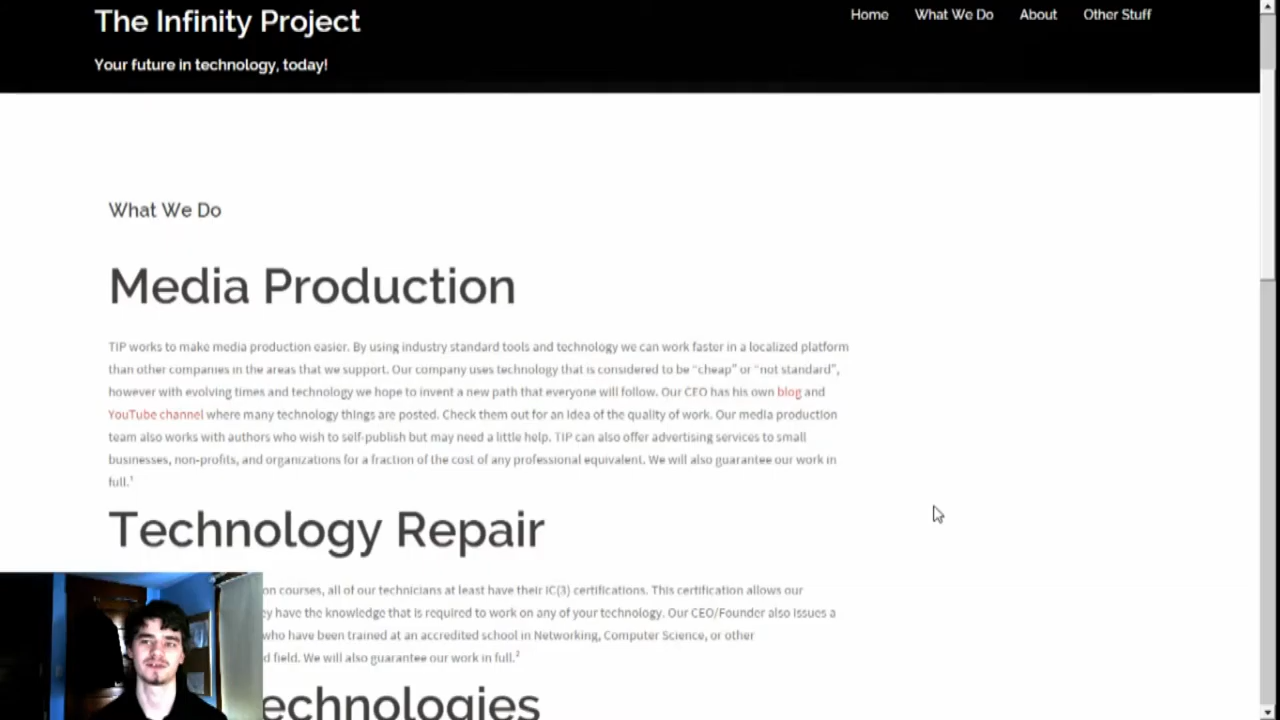 The Infinity Project
Home What We Do About Other Stuff
Your future in technology, today!
What We Do
Media Production
TIP works to make media production easier. By using industry standard tools and technology we can work faster in a localized platform
than other companies in the areas that we support. Our company uses technology that is considered to be “cheap” or “not standard”,
however with evolving times and technology we hope to invent a new path that everyone will follow. Our CEO has his own blog and
YouTube channel where many technology things are posted. Check them out for an idea of the quality of work. Our media production
team also works with authors who wish to self-publish but may need a little help. TIP can also offer advertising services to small
businesses, non-profits, and organizations for a fraction of the cost of any professional equivalent. We will also guarantee our work in
full.¹
Technology Repair
on courses, all of our technicians at least have their IC(3) certifications. This certification allows our
have the knowledge that is required to work on any of your technology. Our CEO/Founder also issues a
who have been trained at an accredited school in Networking, Computer Science, or other
field. We will also guarantee our work in full.²
echnologies